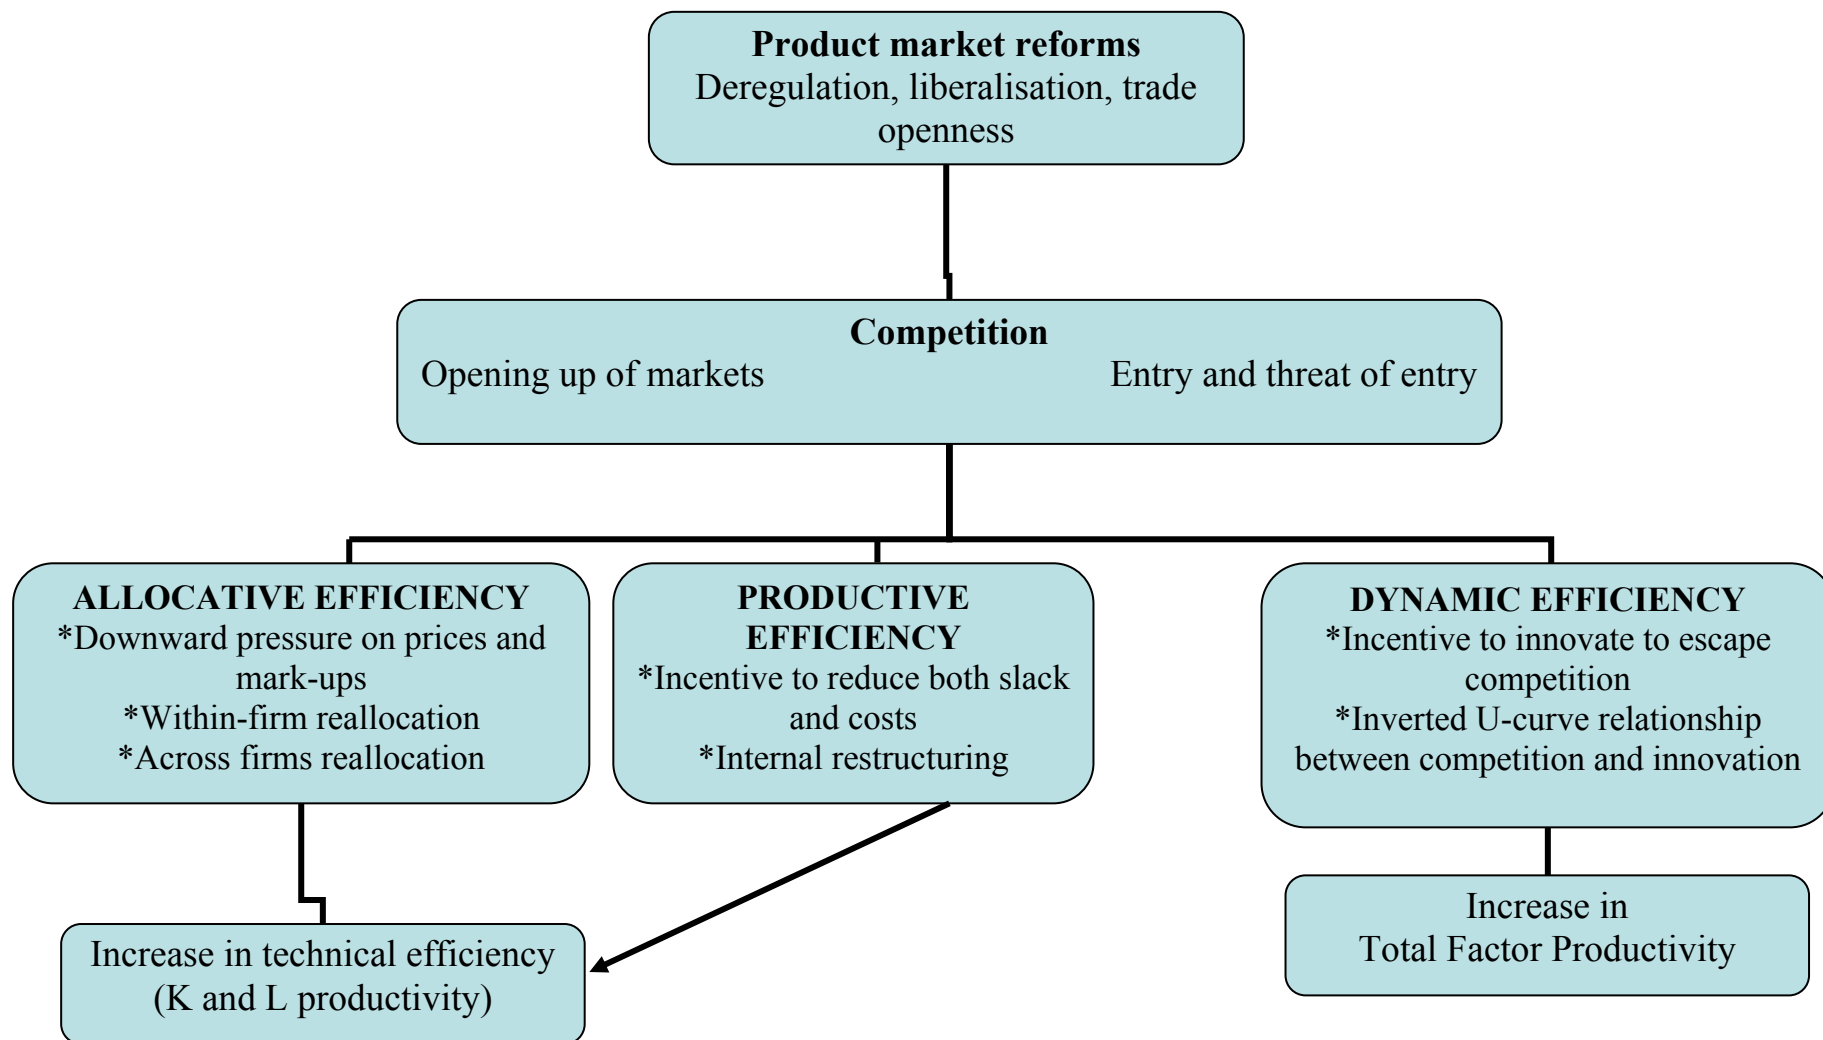 Product market reforms
Deregulation, liberalisation, trade
openness
Competition
Opening up of markets
Entry and threat of entry
ALLOCATIVE EFFICIENCY
*Downward pressure on prices and
mark-ups
*Within-firm reallocation
*Across firms reallocation
PRODUCTIVE
EFFICIENCY
*Incentive to reduce both slack
and costs
*Internal restructuring
DYNAMIC EFFICIENCY
*Incentive to innovate to escape
competition
*Inverted U-curve relationship
between competition and innovation
Increase in technical efficiency
(K and L productivity)
Increase in
Total Factor Productivity